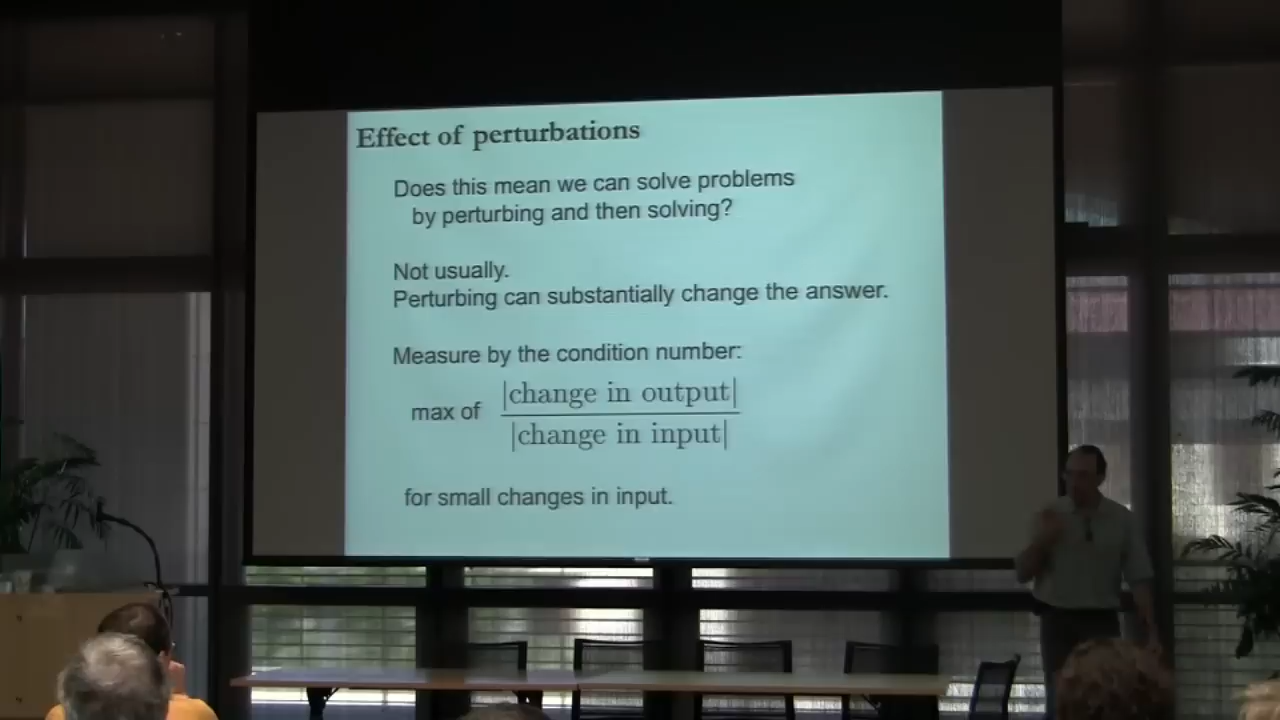 Effect of perturbations
Does this mean we can solve problems
by perturbing and then solving?
Not usually.
Perturbing can substantially change the answer.
Measure by the condition number:
max of |change in output|
|change in input|
for small changes in input.